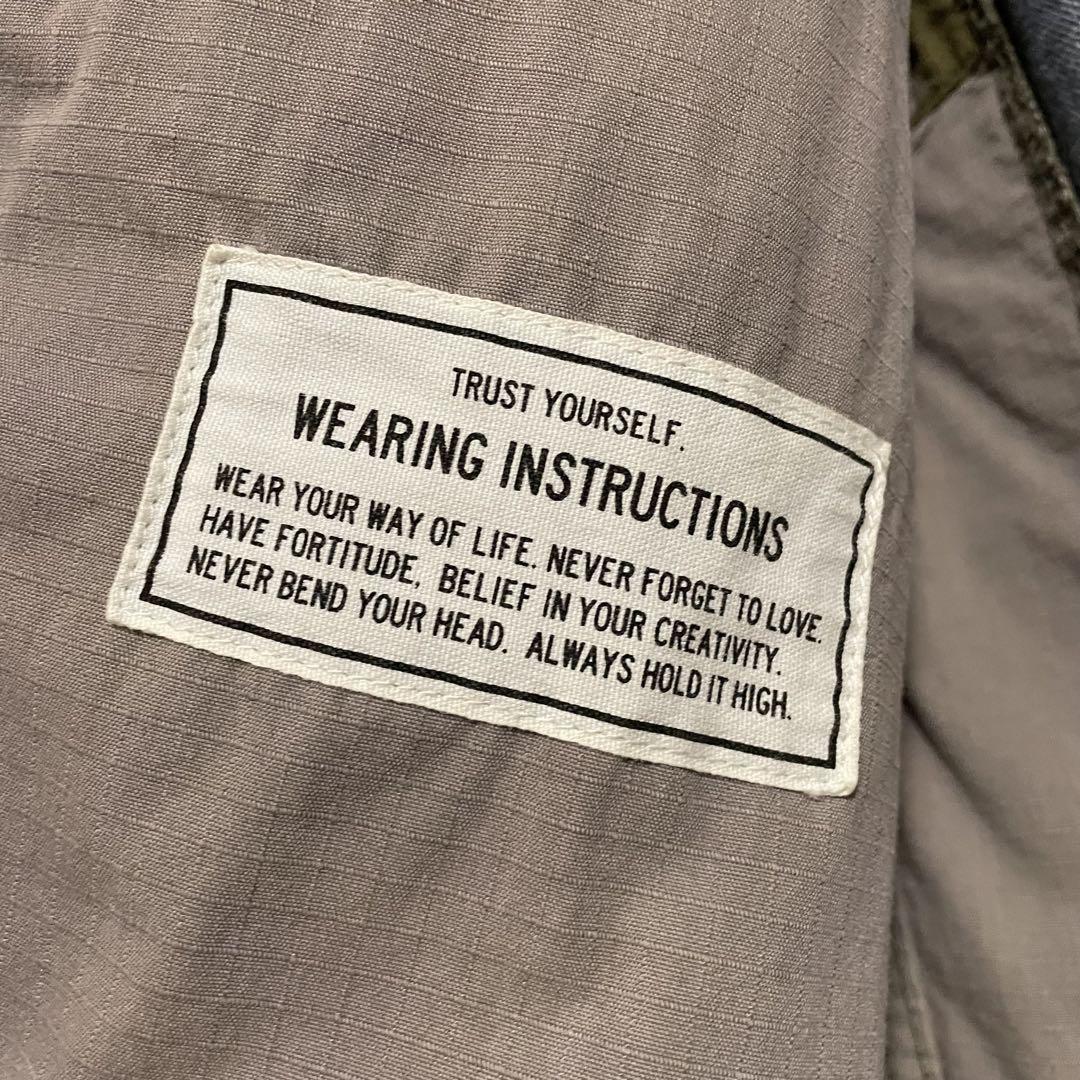 TRUST YOURSELF.
WEARING INSTRUCTIONS
WEAR YOUR WAY OF LIFE. NEVER FORGET TO LOVE.
HAVE FORTITUDE. BELIEF IN YOUR CREATIVITY.
NEVER BEND YOUR HEAD. ALWAYS HOLD IT HIGH.